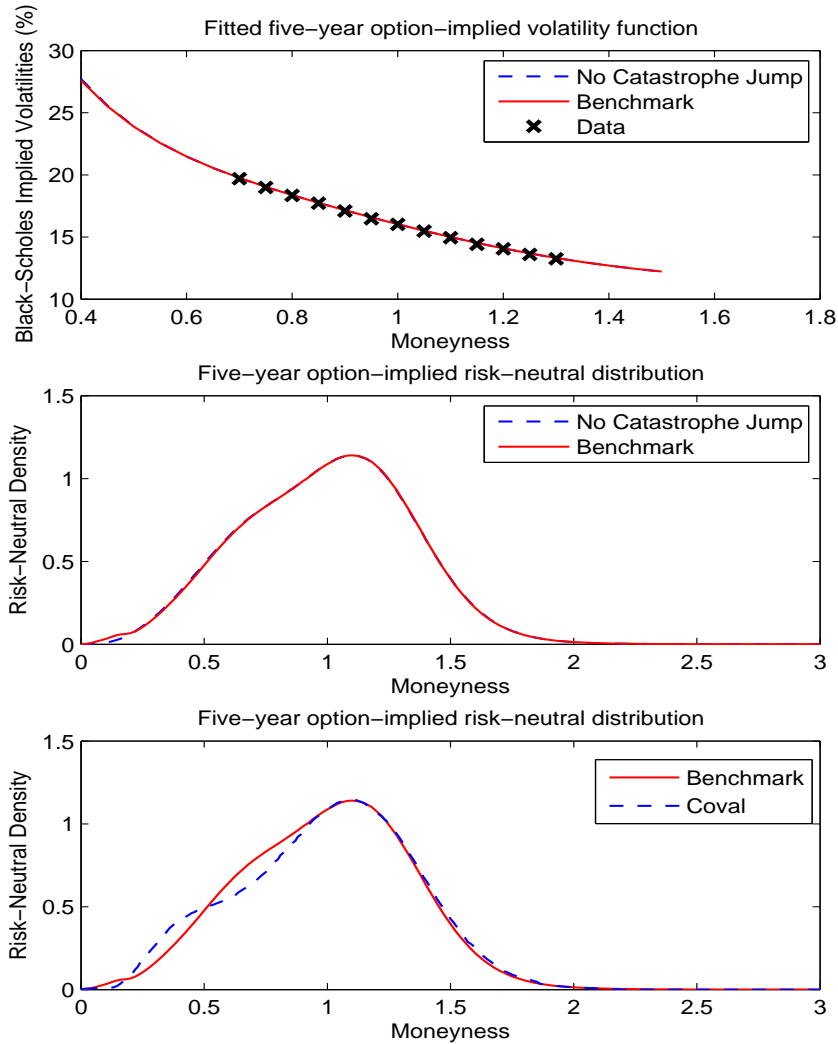 Fitted five−year option−implied volatility function
Black−Scholes Implied Volatilities (%)
30
25
20
15
10
No Catastrophe Jump
Benchmark
Data
0.4 0.6 0.8 1 1.2 1.4 1.6 1.8
Moneyness
Five−year option−implied risk−neutral distribution
Risk−Neutral Density
1.5
1
0.5
0
No Catastrophe Jump
Benchmark
0 0.5 1 1.5 2 2.5 3
Moneyness
Five−year option−implied risk−neutral distribution
Risk−Neutral Density
1.5
1
0.5
0
Benchmark
Coval
0 0.5 1 1.5 2 2.5 3
Moneyness